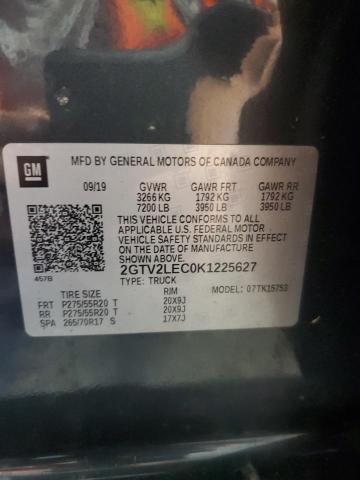 GM
MFD BY GENERAL MOTORS OF CANADA COMPANY
09/19 GVWR GAWR FRT GAWR RR
3266 KG 1792 KG 1792 KG
7200 LB 3950 LB 3950 LB
THIS VEHICLE CONFORMS TO ALL
APPLICABLE U.S. FEDERAL MOTOR
VEHICLE SAFETY AND THEFT PREVENTION
STANDARDS IN EFFECT ON THE DATE
OF MANUFACTURE SHOWN ABOVE.
2GTV2LEC0K1225627
457B TYPE: TRUCK
TIRE SIZE RIM 07TK15753
FRT P275/55R20 T 20X9J
RR P275/55R20 T 20X9J
SPA 265/70R17 S 17X7J